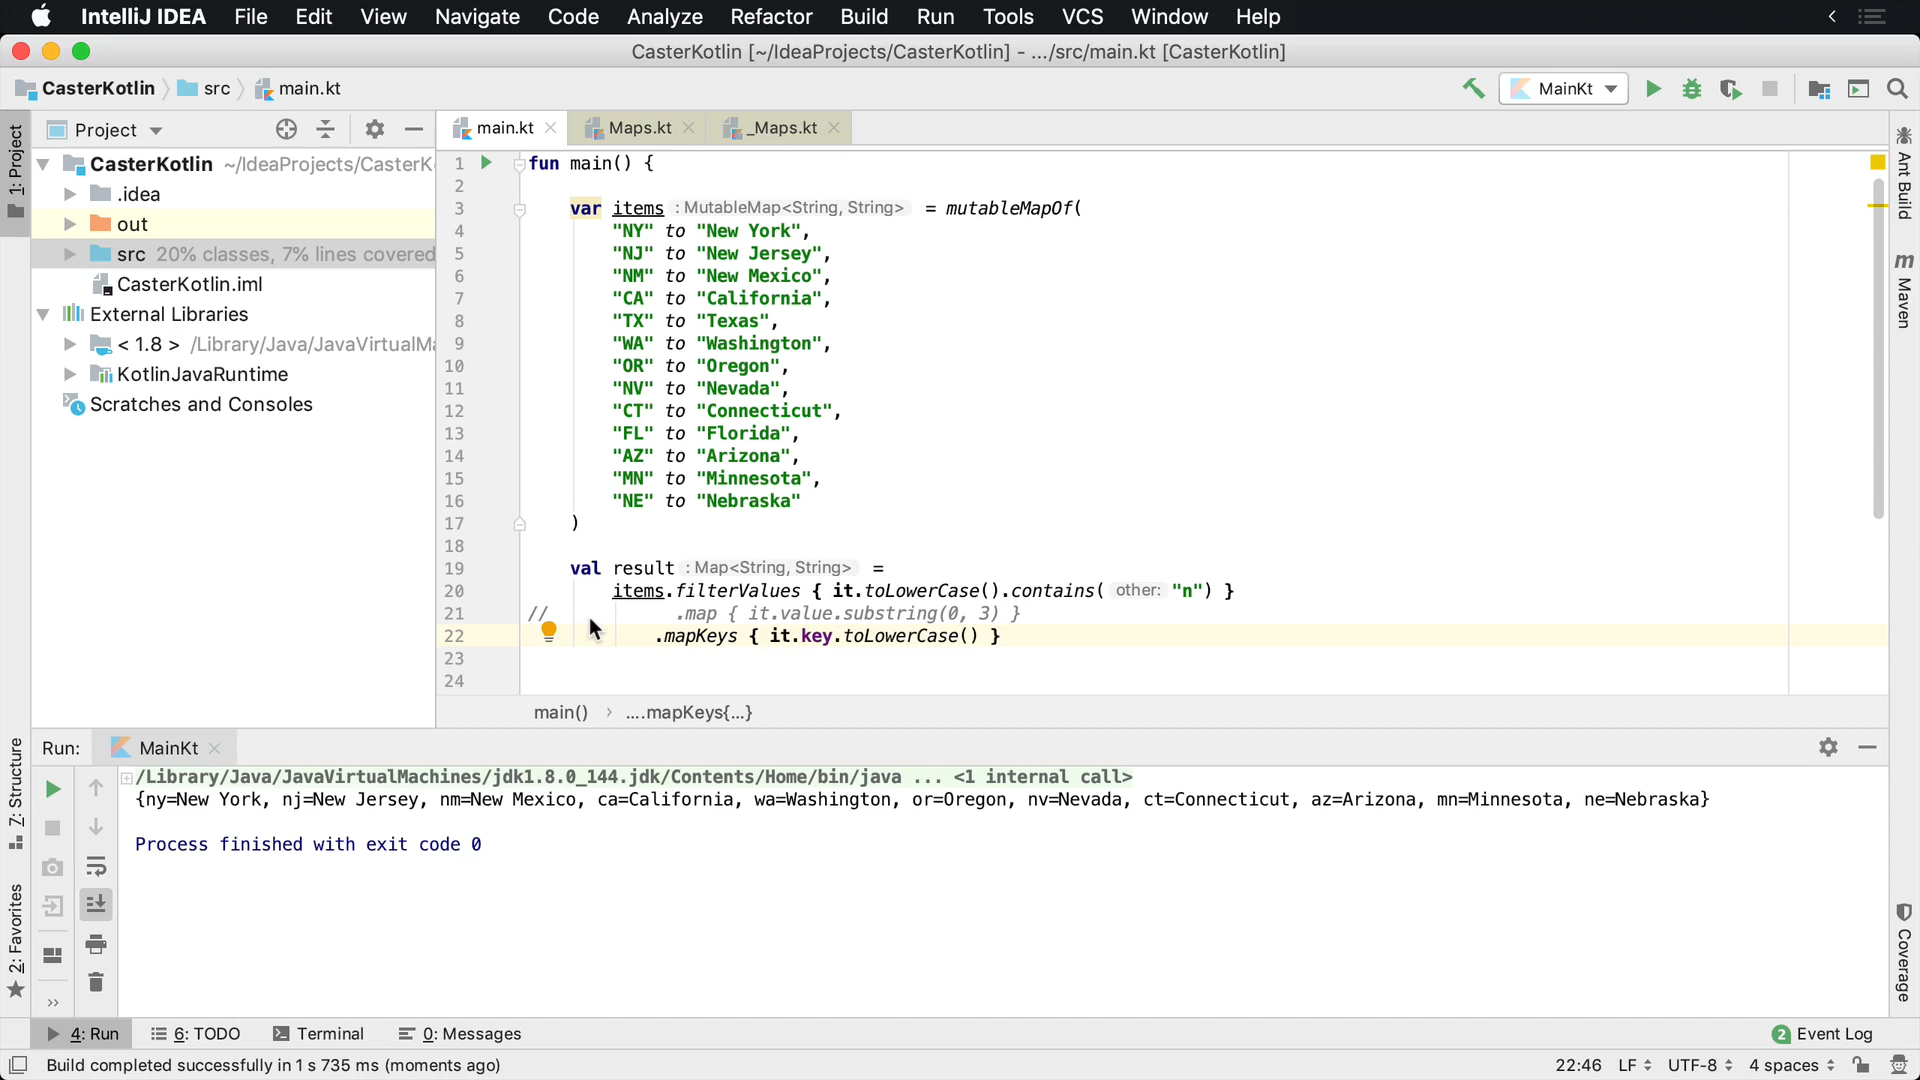 IntelliJ IDEA File Edit View Navigate Code Analyze Refactor Build Run Tools VCS Window Help
CasterKotlin [~/IdeaProjects/CasterKotlin] - .../src/main.kt [CasterKotlin]
CasterKotlin src main.kt MainKt
Project main.kt Maps.kt _Maps.kt
1: Project
CasterKotlin ~/IdeaProjects/CasterK
.idea
out
src 20% classes, 7% lines covered
CasterKotlin.iml
External Libraries
< 1.8 > /Library/Java/JavaVirtualMa
KotlinJavaRuntime
Scratches and Consoles
1 fun main() {
2
3 var items : MutableMap<String, String> = mutableMapOf(
4 "NY" to "New York",
5 "NJ" to "New Jersey",
6 "NM" to "New Mexico",
7 "CA" to "California",
8 "TX" to "Texas",
9 "WA" to "Washington",
10 "OR" to "Oregon",
11 "NV" to "Nevada",
12 "CT" to "Connecticut",
13 "FL" to "Florida",
14 "AZ" to "Arizona",
15 "MN" to "Minnesota",
16 "NE" to "Nebraska"
17 )
18
19 val result : Map<String, String> =
20 items.filterValues { it.toLowerCase().contains( other: "n") }
21 // .map { it.value.substring(0, 3) }
22 .mapKeys { it.key.toLowerCase() }
23
24
main() › ....mapKeys{...}
Ant Build
m Maven
Run: MainKt
/Library/Java/JavaVirtualMachines/jdk1.8.0_144.jdk/Contents/Home/bin/java ... <1 internal call>
{ny=New York, nj=New Jersey, nm=New Mexico, ca=California, wa=Washington, or=Oregon, nv=Nevada, ct=Connecticut, az=Arizona, mn=Minnesota, ne=Nebraska}
Process finished with exit code 0
Z: Structure
2: Favorites
Coverage
4: Run 6: TODO Terminal 0: Messages 2 Event Log
Build completed successfully in 1 s 735 ms (moments ago) 22:46 LF UTF-8 4 spaces